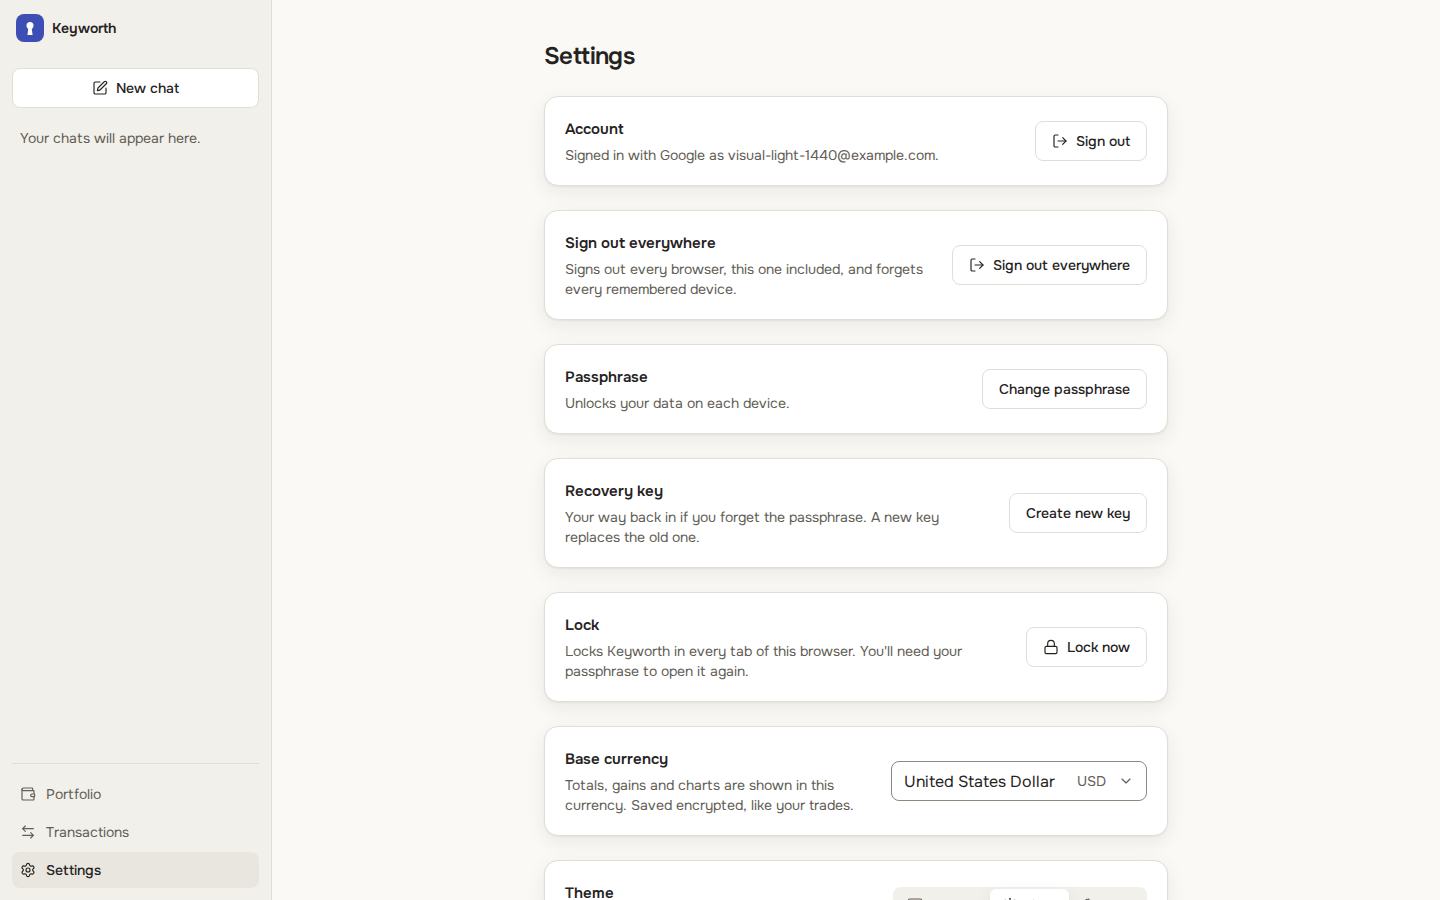 Keyworth
New chat
Your chats will appear here.
Portfolio
Transactions
Settings
Settings
Account
Signed in with Google as visual-light-1440@example.com.
Sign out
Sign out everywhere
Signs out every browser, this one included, and forgets
every remembered device.
Sign out everywhere
Passphrase
Unlocks your data on each device.
Change passphrase
Recovery key
Your way back in if you forget the passphrase. A new key
replaces the old one.
Create new key
Lock
Locks Keyworth in every tab of this browser. You'll need your
passphrase to open it again.
Lock now
Base currency
Totals, gains and charts are shown in this
currency. Saved encrypted, like your trades.
United States Dollar USD
Theme